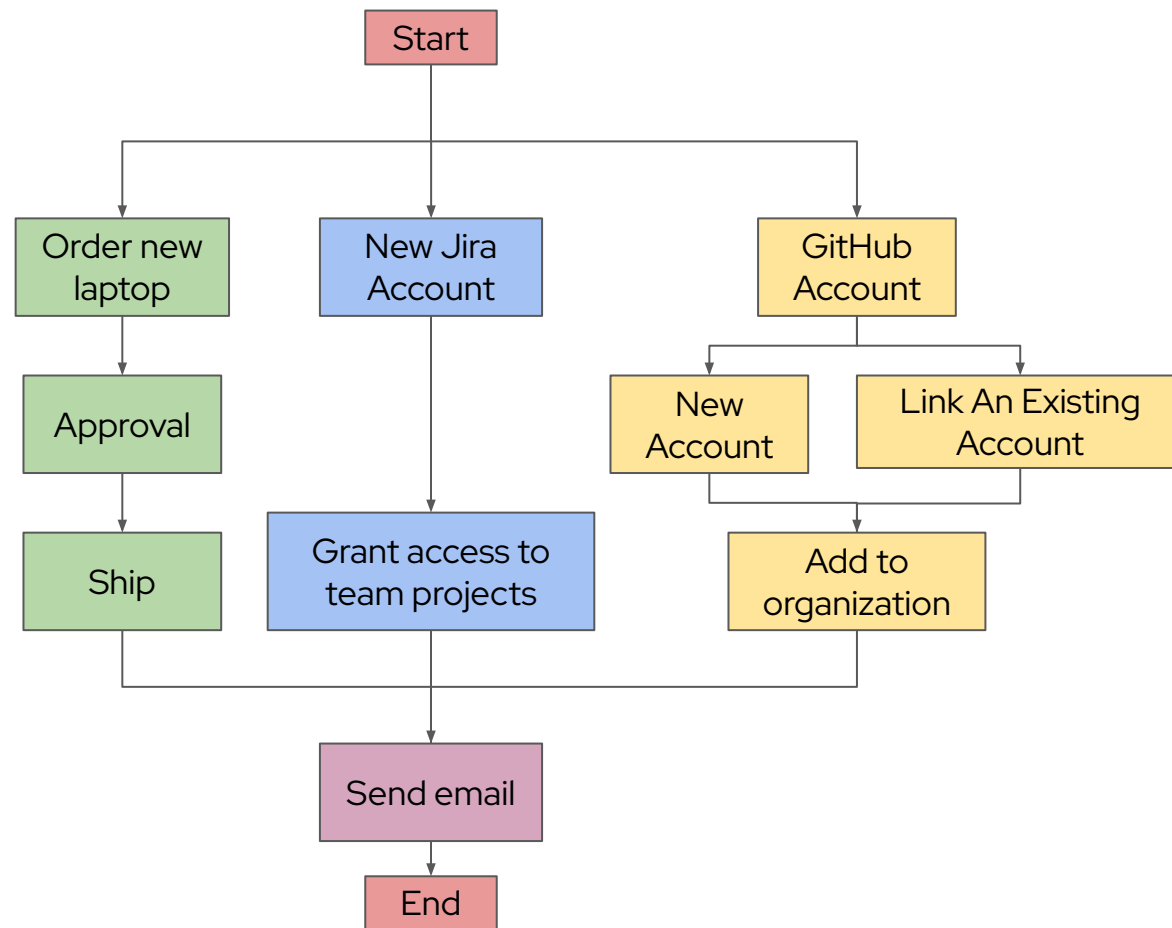 Start
Order new
laptop
New Jira
Account
GitHub
Account
Approval
New
Account
Link An Existing
Account
Ship
Grant access to
team projects
Add to
organization
Send email
End